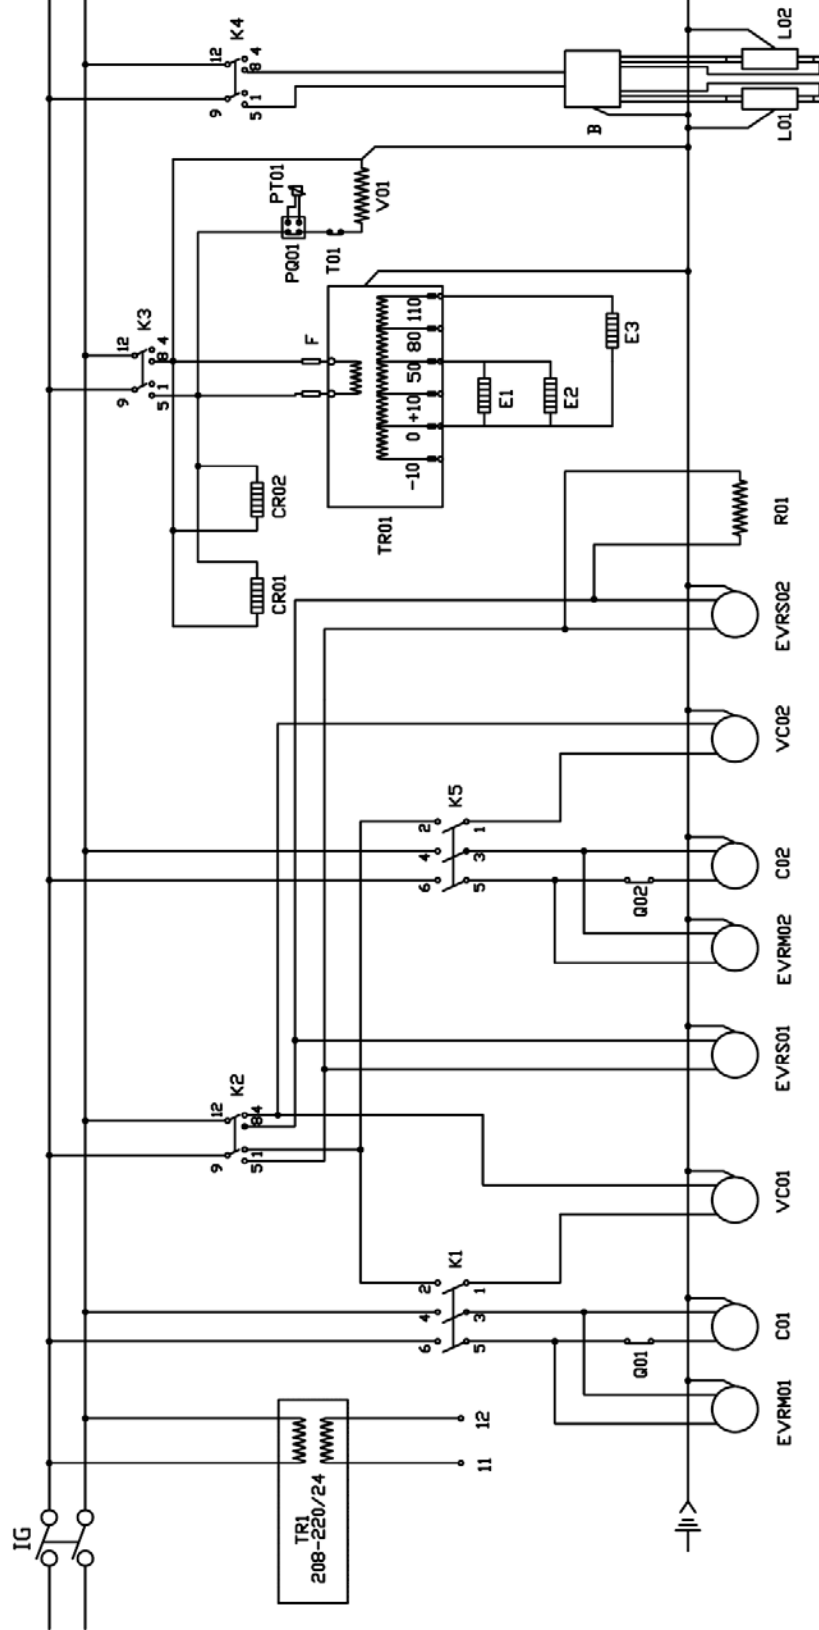 K4
12
4
8
9
1
5
L02
B
L01
PT01
V01
PQ01
T01
K3
12
4
8
9
1
5
F
110
80
50
+10
0
-10
E3
E1
E2
CR02
CR01
TR01
R01
EVRS02
VC02
K5
2
1
4
3
6
5
Q02
C02
EVRM02
EVRS01
K2
12
4
8
9
1
5
VC01
K1
2
1
4
3
6
5
Q01
C01
EVRM01
12
11
TR1
208-220/24
IG